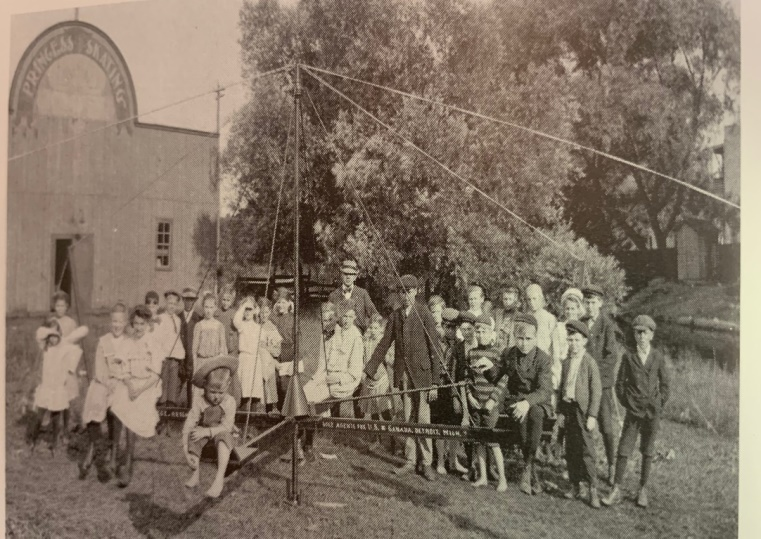 PRINCESS SKATING
SOLE AGENTS FOR U.S. & CANADA, DETROIT, MICH.